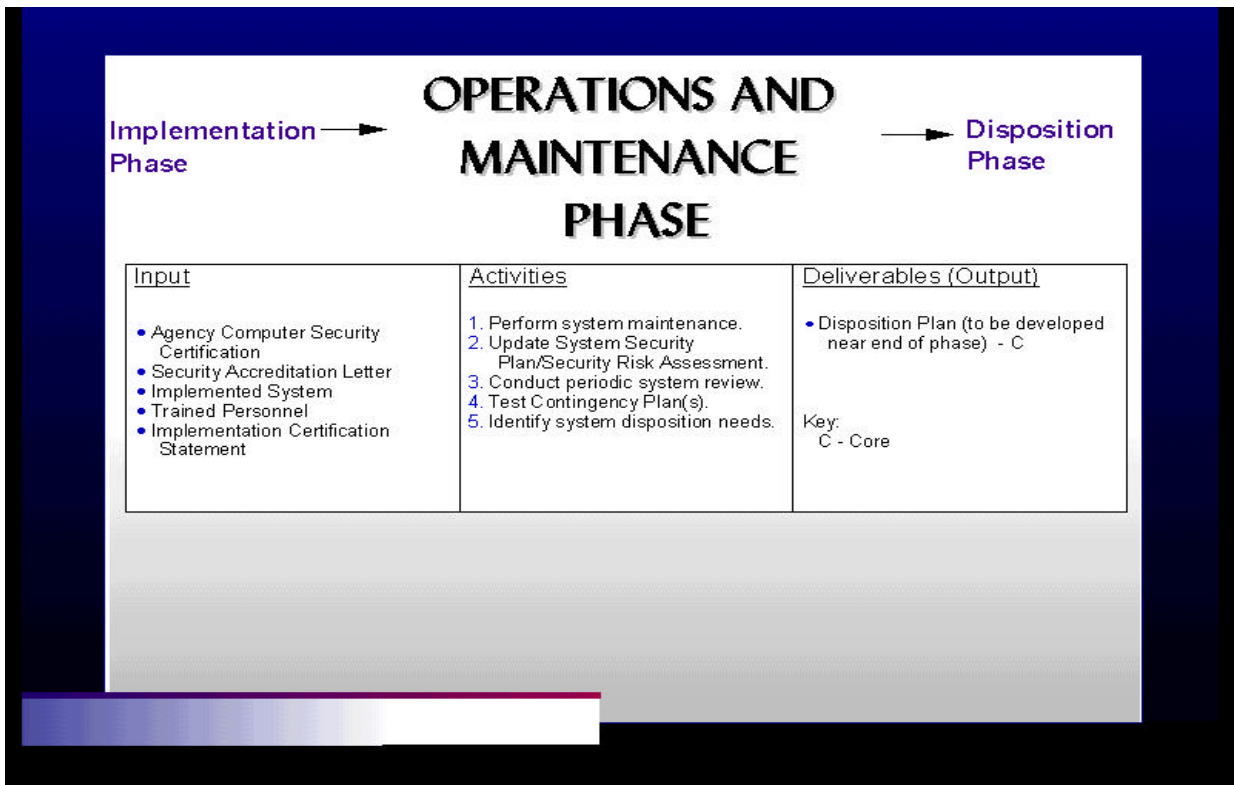 OPERATIONS AND
MAINTENANCE
PHASE
Implementation
Phase
Disposition
Phase
Input
• Agency Computer Security
Certification
• Security Accreditation Letter
• Implemented System
• Trained Personnel
• Implementation Certification
Statement
Activities
1. Perform system maintenance.
2. Update System Security
Plan/Security Risk Assessment.
3. Conduct periodic system review.
4. Test Contingency Plan(s).
5. Identify system disposition needs.
Deliverables (Output)
• Disposition Plan (to be developed
near end of phase) - C
Key:
C - Core